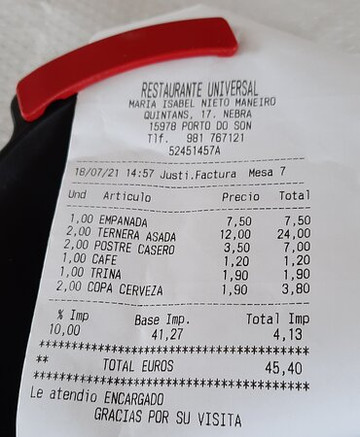 RESTAURANTE UNIVERSAL
MARIA ISABEL NIETO MANEIRO
QUINTANS, 17. NEBRA
15978 PORTO DO SON
Tlf. 981 767121
52451457A
18/07/21 14:57 Justi.Factura Mesa 7
Und Articulo Precio Total
1,00 EMPANADA 7,50 7,50
2,00 TERNERA ASADA 12,00 24,00
2,00 POSTRE CASERO 3,50 7,00
1,00 CAFE 1,20 1,20
1,00 TRINA 1,90 1,90
2,00 COPA CERVEZA 1,90 3,80
% Imp Base Imp. Total Imp
10,00 41,27 4,13
****************************************
** TOTAL EUROS 45,40
****************************************
Le atendio ENCARGADO
GRACIAS POR SU VISITA